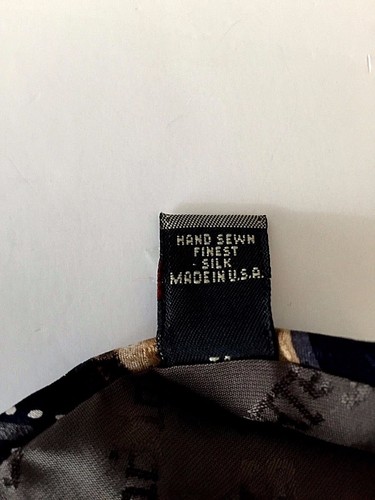 HAND SEWN
FINEST
SILK
MADE IN U.S.A.